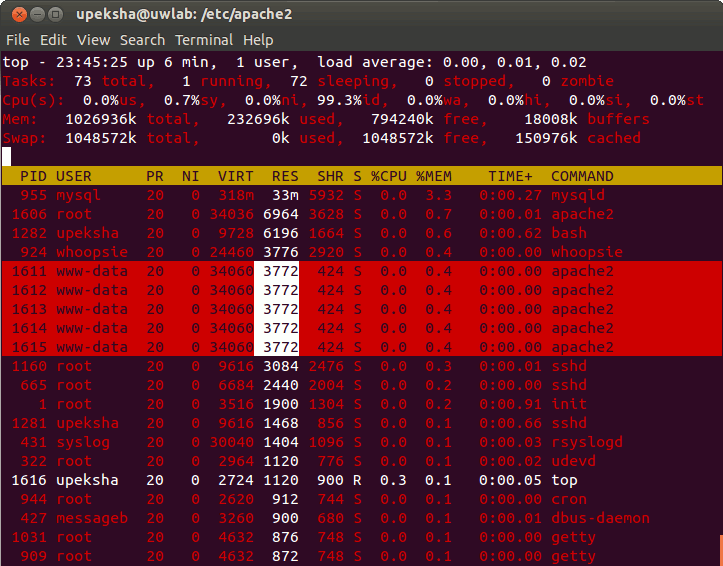 upeksha@uwlab: /etc/apache2
File Edit View Search Terminal Help
top - 23:45:25 up 6 min,  1 user,  load average: 0.00, 0.01, 0.02
Tasks:  73 total,   1 running,  72 sleeping,   0 stopped,   0 zombie
Cpu(s):  0.0%us,  0.7%sy,  0.0%ni, 99.3%id,  0.0%wa,  0.0%hi,  0.0%si,  0.0%st
Mem:   1026936k total,   232696k used,   794240k free,    18008k buffers
Swap:  1048572k total,        0k used,  1048572k free,   150976k cached
PID USER      PR  NI  VIRT  RES  SHR S %CPU %MEM    TIME+  COMMAND
955 mysql     20   0  318m  33m 5932 S  0.0  3.3   0:00.27 mysqld
1606 root      20   0 34036 6964 3628 S  0.0  0.7   0:00.01 apache2
1282 upeksha   20   0  9728 6196 1664 S  0.0  0.6   0:00.62 bash
924 whoopsie  20   0 24460 3776 2920 S  0.0  0.4   0:00.00 whoopsie
1611 www-data  20   0 34060 3772  424 S  0.0  0.4   0:00.00 apache2
1612 www-data  20   0 34060 3772  424 S  0.0  0.4   0:00.00 apache2
1613 www-data  20   0 34060 3772  424 S  0.0  0.4   0:00.00 apache2
1614 www-data  20   0 34060 3772  424 S  0.0  0.4   0:00.00 apache2
1615 www-data  20   0 34060 3772  424 S  0.0  0.4   0:00.00 apache2
1160 root      20   0  9616 3084 2476 S  0.0  0.3   0:00.01 sshd
665 root      20   0  6684 2440 2004 S  0.0  0.2   0:00.00 sshd
1 root      20   0  3516 1900 1304 S  0.0  0.2   0:00.91 init
1281 upeksha   20   0  9616 1468  856 S  0.0  0.1   0:00.66 sshd
431 syslog    20   0 30040 1404 1096 S  0.0  0.1   0:00.03 rsyslogd
322 root      20   0  2964 1120  776 S  0.0  0.1   0:00.02 udevd
1616 upeksha   20   0  2724 1120  900 R  0.3  0.1   0:00.05 top
944 root      20   0  2620  912  744 S  0.0  0.1   0:00.00 cron
427 messageb  20   0  3260  900  680 S  0.0  0.1   0:00.01 dbus-daemon
1031 root      20   0  4632  876  748 S  0.0  0.1   0:00.00 getty
909 root      20   0  4632  872  748 S  0.0  0.1   0:00.00 getty